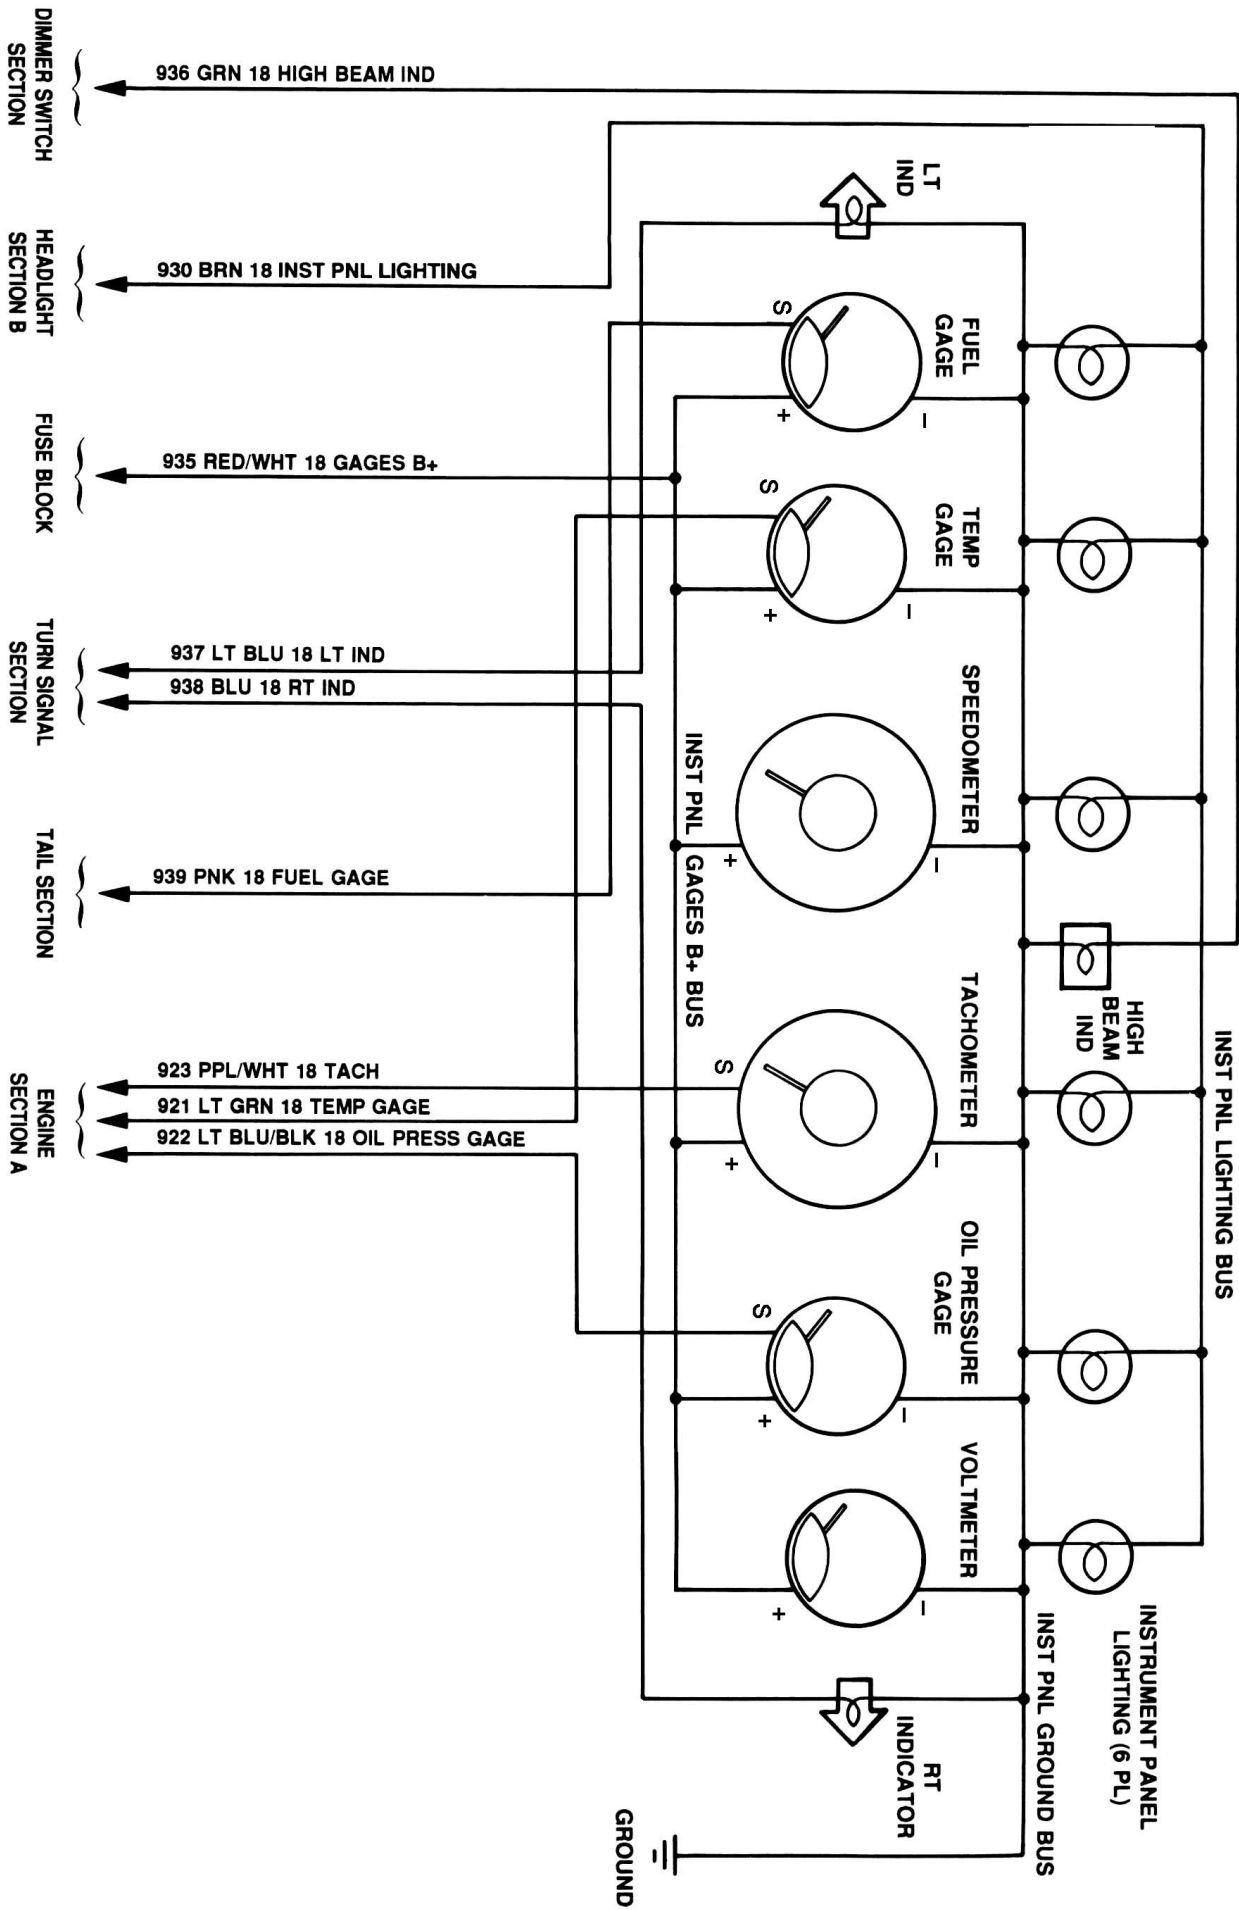 936 GRN 18 HIGH BEAM IND
930 BRN 18 INST PNL LIGHTING
935 RED/WHT 18 GAGES B+
937 LT BLU 18 LT IND
938 BLU 18 RT IND
939 PNK 18 FUEL GAGE
923 PPL/WHT 18 TACH
921 LT GRN 18 TEMP GAGE
922 LT BLU/BLK 18 OIL PRESS GAGE
DIMMER SWITCH
SECTION
HEADLIGHT
SECTION B
FUSE BLOCK
TURN SIGNAL
SECTION
TAIL SECTION
ENGINE
SECTION A
LT
IND
FUEL
GAGE
S
+
−
TEMP
GAGE
S
+
−
SPEEDOMETER
+
−
INST PNL GAGES B+ BUS
HIGH
BEAM
IND
TACHOMETER
S
+
−
OIL PRESSURE
GAGE
S
+
−
VOLTMETER
+
−
INST PNL LIGHTING BUS
INSTRUMENT PANEL
LIGHTING (6 PL)
INST PNL GROUND BUS
RT
INDICATOR
GROUND